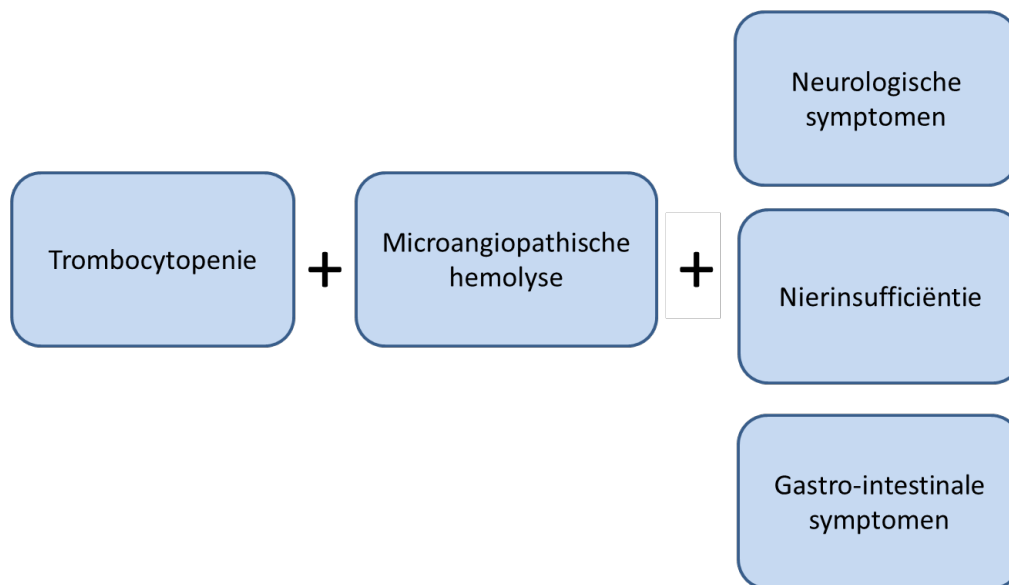 Trombocytopenie
+
Microangiopathische
hemolyse
+
Neurologische
symptomen
Nierinsufficiëntie
Gastro-intestinale
symptomen